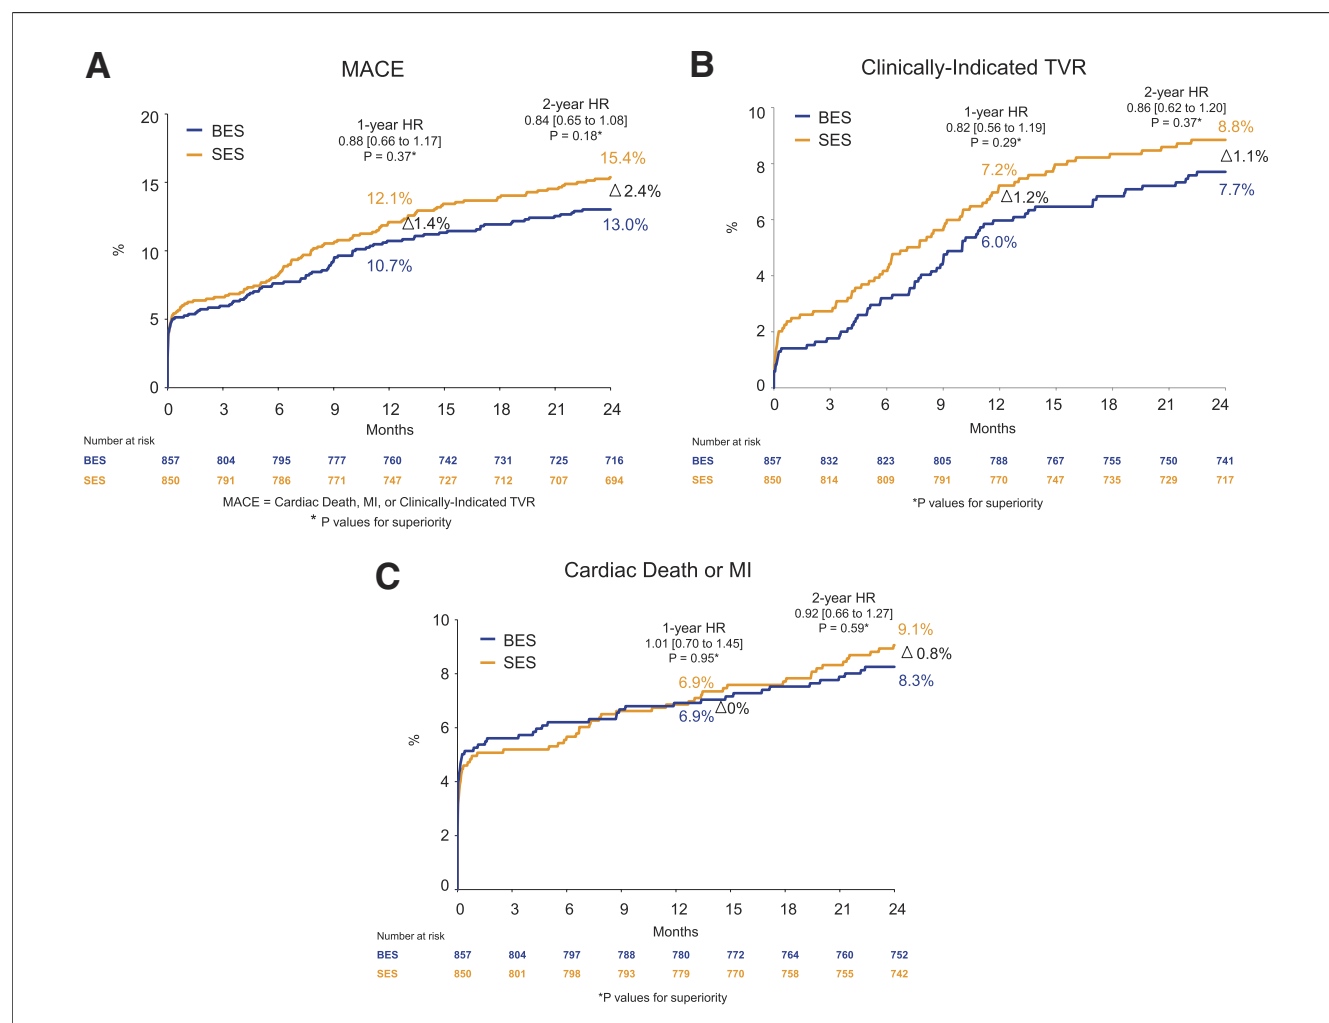 A
MACE
20
15
10
5
0
%
BES
SES
1-year HR
0.88 [0.66 to 1.17]
P = 0.37*
2-year HR
0.84 [0.65 to 1.08]
P = 0.18*
15.4%
△2.4%
13.0%
12.1%
△1.4%
10.7%
0 3 6 9 12 15 18 21 24
Months
Number at risk
BES 857 804 795 777 760 742 731 725 716
SES 850 791 786 771 747 727 712 707 694
MACE = Cardiac Death, MI, or Clinically-Indicated TVR
* P values for superiority
B
Clinically-Indicated TVR
10
8
6
4
2
0
%
BES
SES
1-year HR
0.82 [0.56 to 1.19]
P = 0.29*
2-year HR
0.86 [0.62 to 1.20]
P = 0.37*
8.8%
△1.1%
7.7%
7.2%
△1.2%
6.0%
0 3 6 9 12 15 18 21 24
Months
Number at risk
BES 857 832 823 805 788 767 755 750 741
SES 850 814 809 791 770 747 735 729 717
*P values for superiority
C
Cardiac Death or MI
10
8
6
4
2
0
%
BES
SES
1-year HR
1.01 [0.70 to 1.45]
P = 0.95*
2-year HR
0.92 [0.66 to 1.27]
P = 0.59*
9.1%
△0.8%
8.3%
6.9%
△0%
6.9%
0 3 6 9 12 15 18 21 24
Months
Number at risk
BES 857 804 797 788 780 772 764 760 752
SES 850 801 798 793 779 770 758 755 742
*P values for superiority